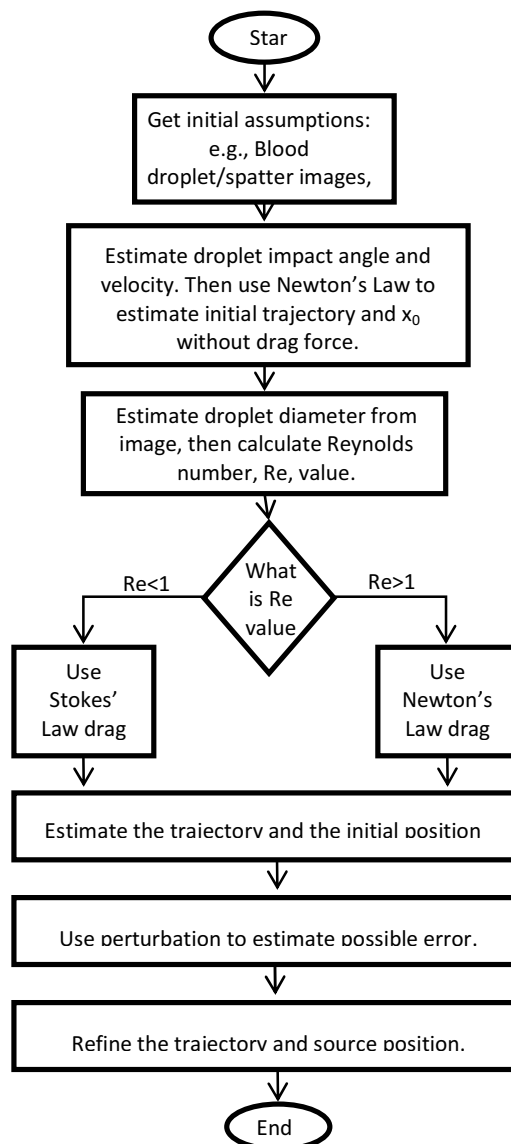 Star
Get initial assumptions:
e.g., Blood
droplet/spatter images,
Estimate droplet impact angle and
velocity. Then use Newton’s Law to
estimate initial trajectory and x₀
without drag force.
Estimate droplet diameter from
image, then calculate Reynolds
number, Re, value.
What
is Re
value
Re<1
Re>1
Use
Stokes’
Law drag
Use
Newton’s
Law drag
Estimate the trajectory and the initial position
Use perturbation to estimate possible error.
Refine the trajectory and source position.
End